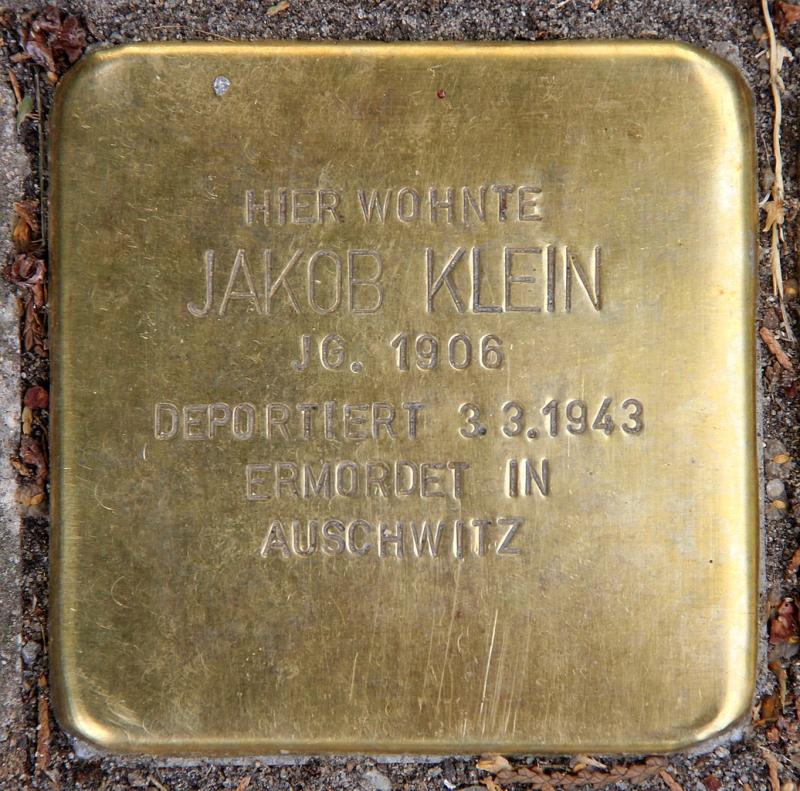 HIER WOHNTE
JAKOB KLEIN
JG. 1906
DEPORTIERT 3.3.1943
ERMORDET IN
AUSCHWITZ